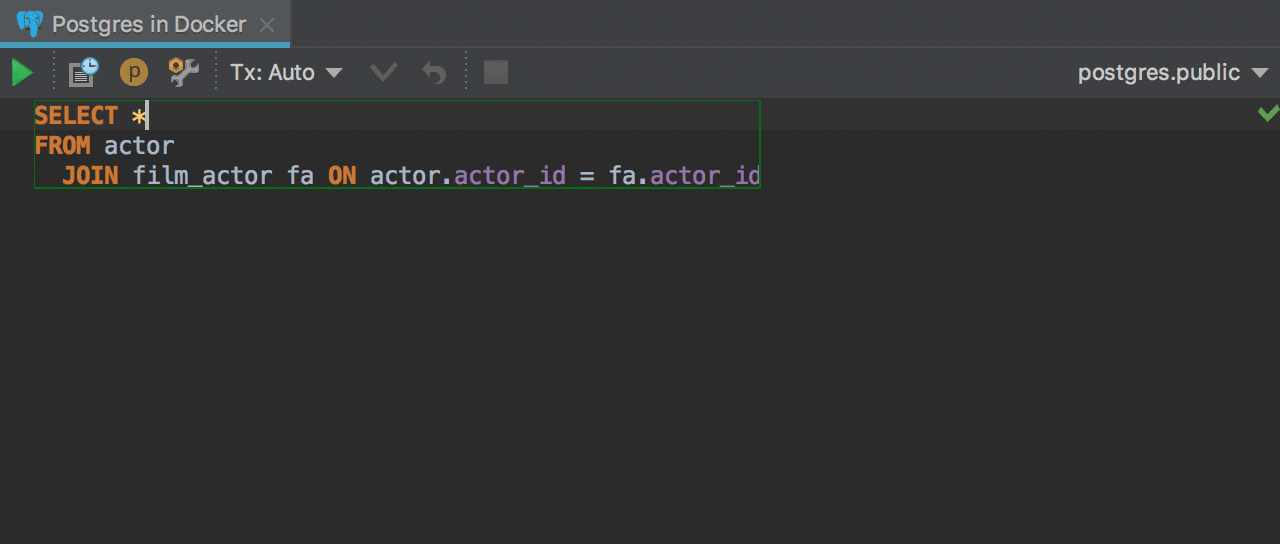 Postgres in Docker
p Tx: Auto postgres.public
SELECT *
FROM actor
JOIN film_actor fa ON actor.actor_id = fa.actor_id